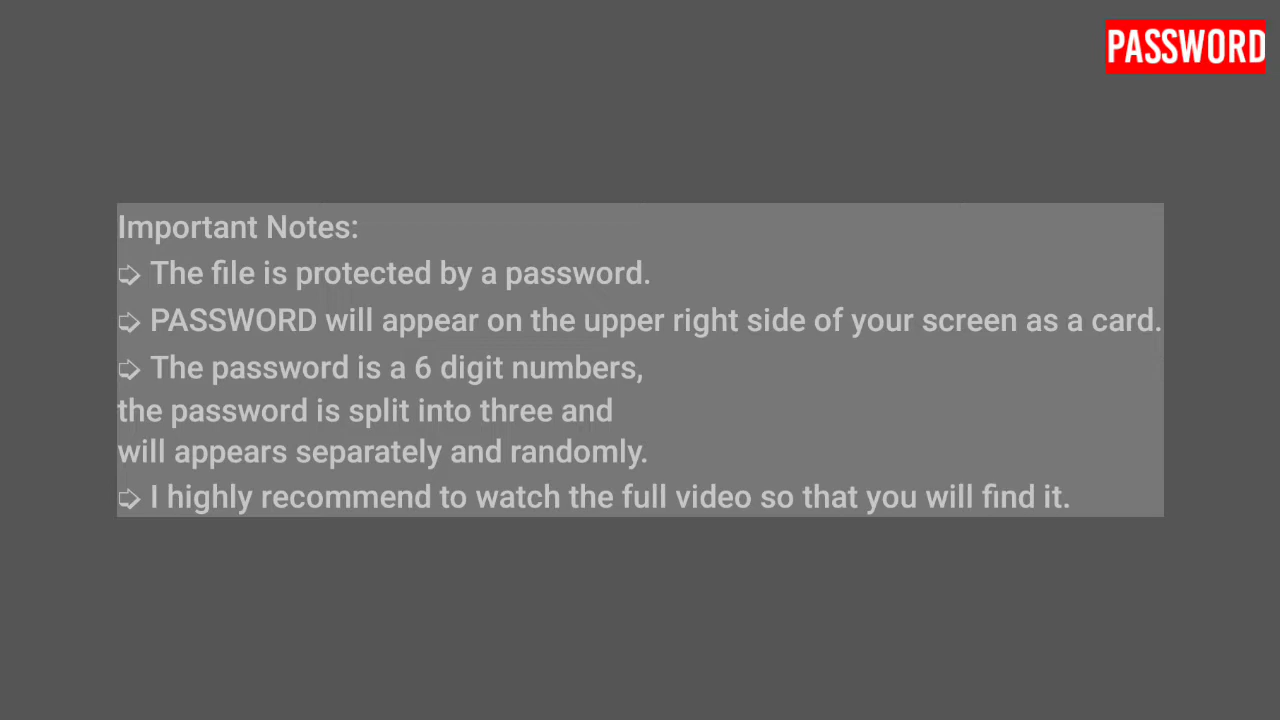 PASSWORD
Important Notes:
➩ The file is protected by a password.
➩ PASSWORD will appear on the upper right side of your screen as a card.
➩ The password is a 6 digit numbers,
the password is split into three and
will appears separately and randomly.
➩ I highly recommend to watch the full video so that you will find it.